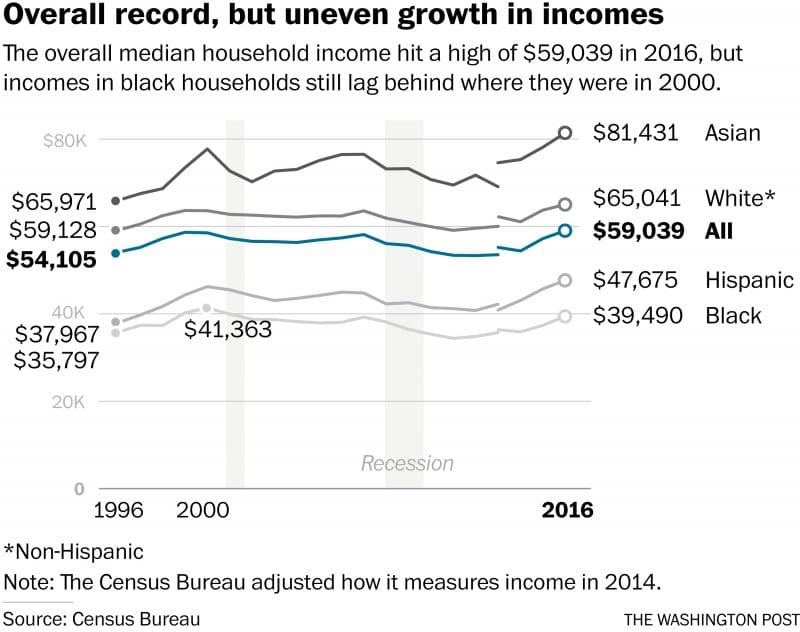 Overall record, but uneven growth in incomes
The overall median household income hit a high of $59,039 in 2016, but
incomes in black households still lag behind where they were in 2000.
$80K
$81,431 Asian
$65,971
$65,041 White*
$59,128
$59,039 All
$54,105
$47,675 Hispanic
40K
$39,490 Black
$37,967
$41,363
$35,797
20K
Recession
0
1996 2000 2016
*Non-Hispanic
Note: The Census Bureau adjusted how it measures income in 2014.
Source: Census Bureau
THE WASHINGTON POST